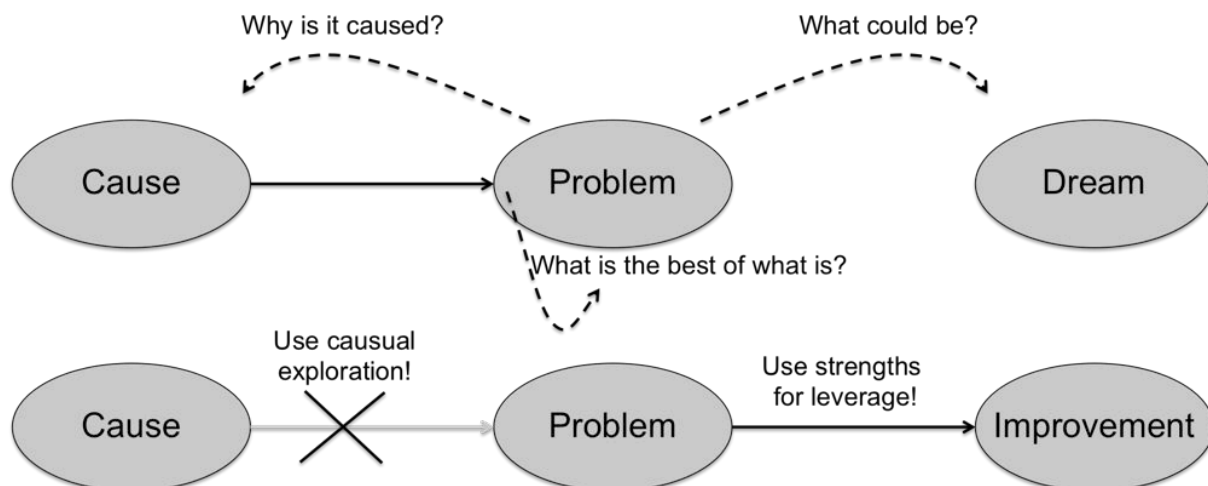 Why is it caused?
What could be?
Cause
Problem
Dream
What is the best of what is?
Use causual
exploration!
Use strengths
for leverage!
Cause
Problem
Improvement